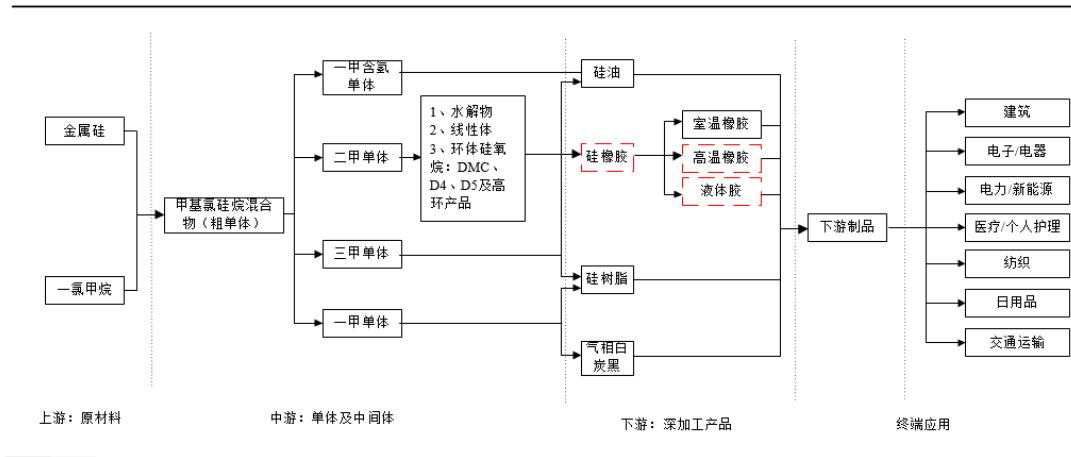 金属硅
一氯甲烷
甲基氯硅烷混合
物（粗单体）
一甲含氢
单体
二甲单体
三甲单体
一甲单体
1、水解物
2、线性体
3、环体硅氧
烷：DMC、
D4、D5及高
环产品
硅油
硅橡胶
硅树脂
气相白
炭黑
室温橡胶
高温橡胶
液体胶
下游制品
建筑
电子/电器
电力/新能源
医疗/个人护理
纺织
日用品
交通运输
上游：原材料
中游：单体及中间体
下游：深加工产品
终端应用